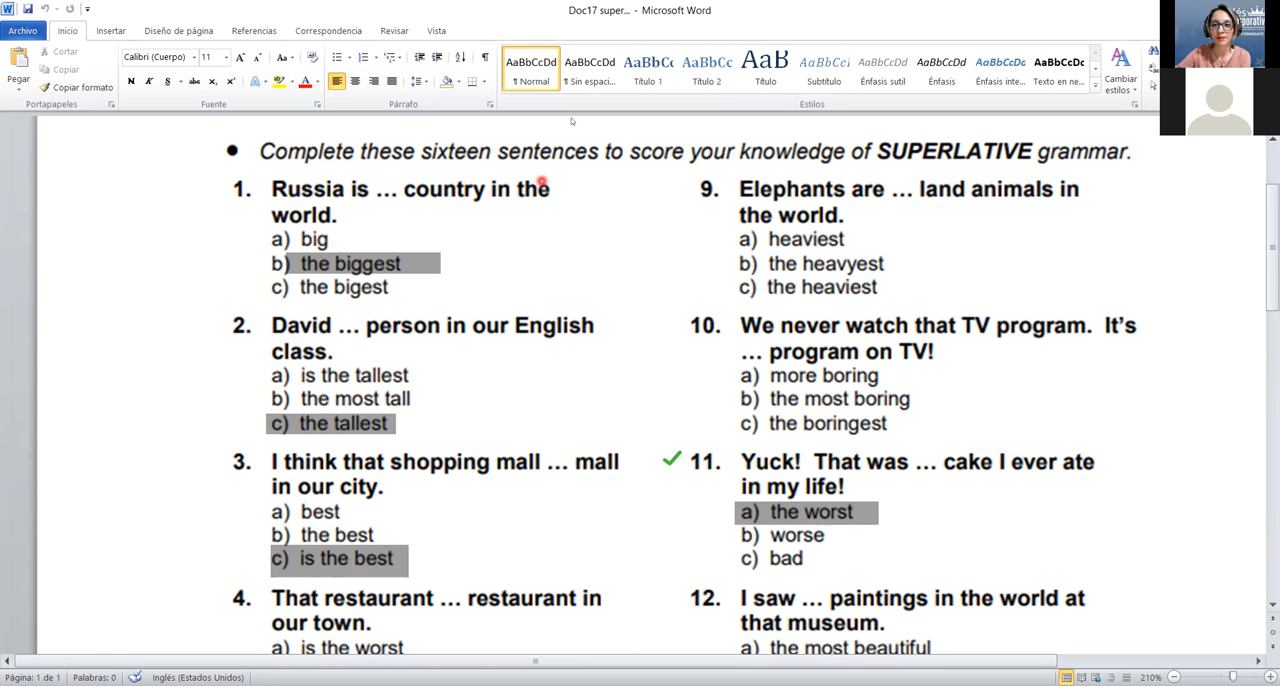 Doc17 super... - Microsoft Word
Archivo Inicio Insertar Diseño de página Referencias Correspondencia Revisar Vista
Cortar
Copiar
Copiar formato
Pegar
Portapapeles
Calibri (Cuerpo) 11
N K S abc x₂ x² Aa
Fuente
Párrafo
AaBbCcDd AaBbCcDd AaBbCc AaBbCc AaB AaBbCcI AaBbCcDd AaBbCcDd AaBbCcDd AaBbCcDc
¶ Normal ¶ Sin espaci... Título 1 Título 2 Título Subtítulo Énfasis sutil Énfasis Énfasis inte... Texto en ne...
Estilos
Cambiar
estilos
• Complete these sixteen sentences to score your knowledge of SUPERLATIVE grammar.
1. Russia is … country in the
world.
a) big
b) the biggest
c) the bigest
2. David … person in our English
class.
a) is the tallest
b) the most tall
c) the tallest
3. I think that shopping mall … mall
in our city.
a) best
b) the best
c) is the best
4. That restaurant … restaurant in
our town.
a) is the worst
9. Elephants are … land animals in
the world.
a) heaviest
b) the heavyest
c) the heaviest
10. We never watch that TV program. It's
… program on TV!
a) more boring
b) the most boring
c) the boringest
11. Yuck! That was … cake I ever ate
in my life!
a) the worst
b) worse
c) bad
12. I saw … paintings in the world at
that museum.
a) the most beautiful
Página: 1 de 1 Palabras: 0 Inglés (Estados Unidos) 210%